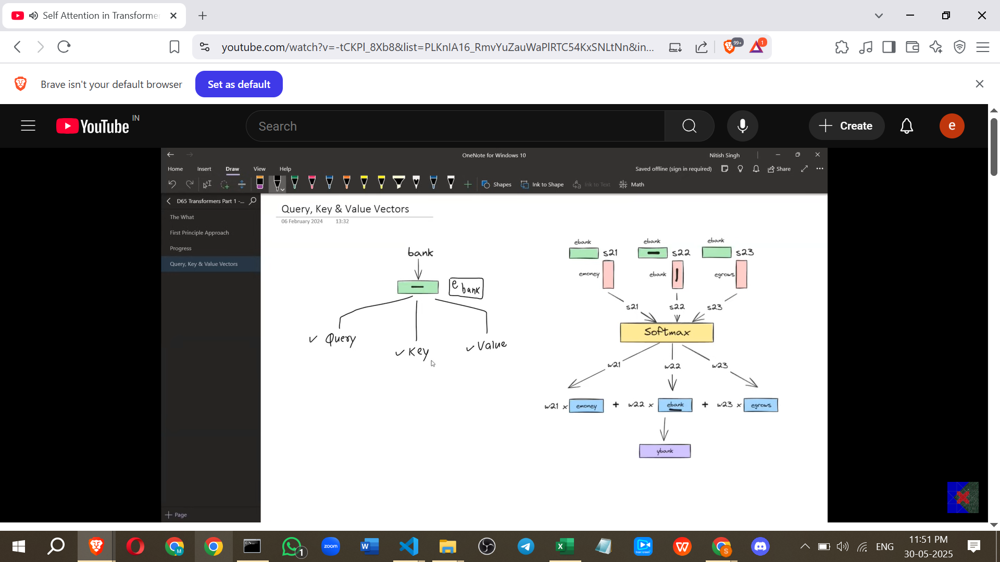 Self Attention in Transforme
youtube.com/watch?v=-tCKPl_8Xb8&list=PLKnIA16_RmvYuZauWaPlRTC54KxSNLtNn&in...
99+
1
Brave isn't your default browser
Set as default
YouTube
IN
Search
Create
e
OneNote for Windows 10
Nitish Singh
Home
Insert
Draw
View
Help
Saved offline (sign in required)
Share
Shapes
Ink to Shape
Ink to Text
Math
D65 Transformers Part 1 -...
The What
First Principle Approach
Progress
Query, Key & Value Vectors
Page
Query, Key & Value Vectors
06 February 2024 13:32
bank
e bank
Query
Key
Value
ebank ebank ebank
s21 s22 s23
emoney ebank egrows
s21 s22 s23
Softmax
w21 w22 w23
w21 x emoney + w22 x ebank + w23 x egrows
ybank
M
C:\
1
zoom
W
X
W
S
ENG
11:51 PM
30-05-2025